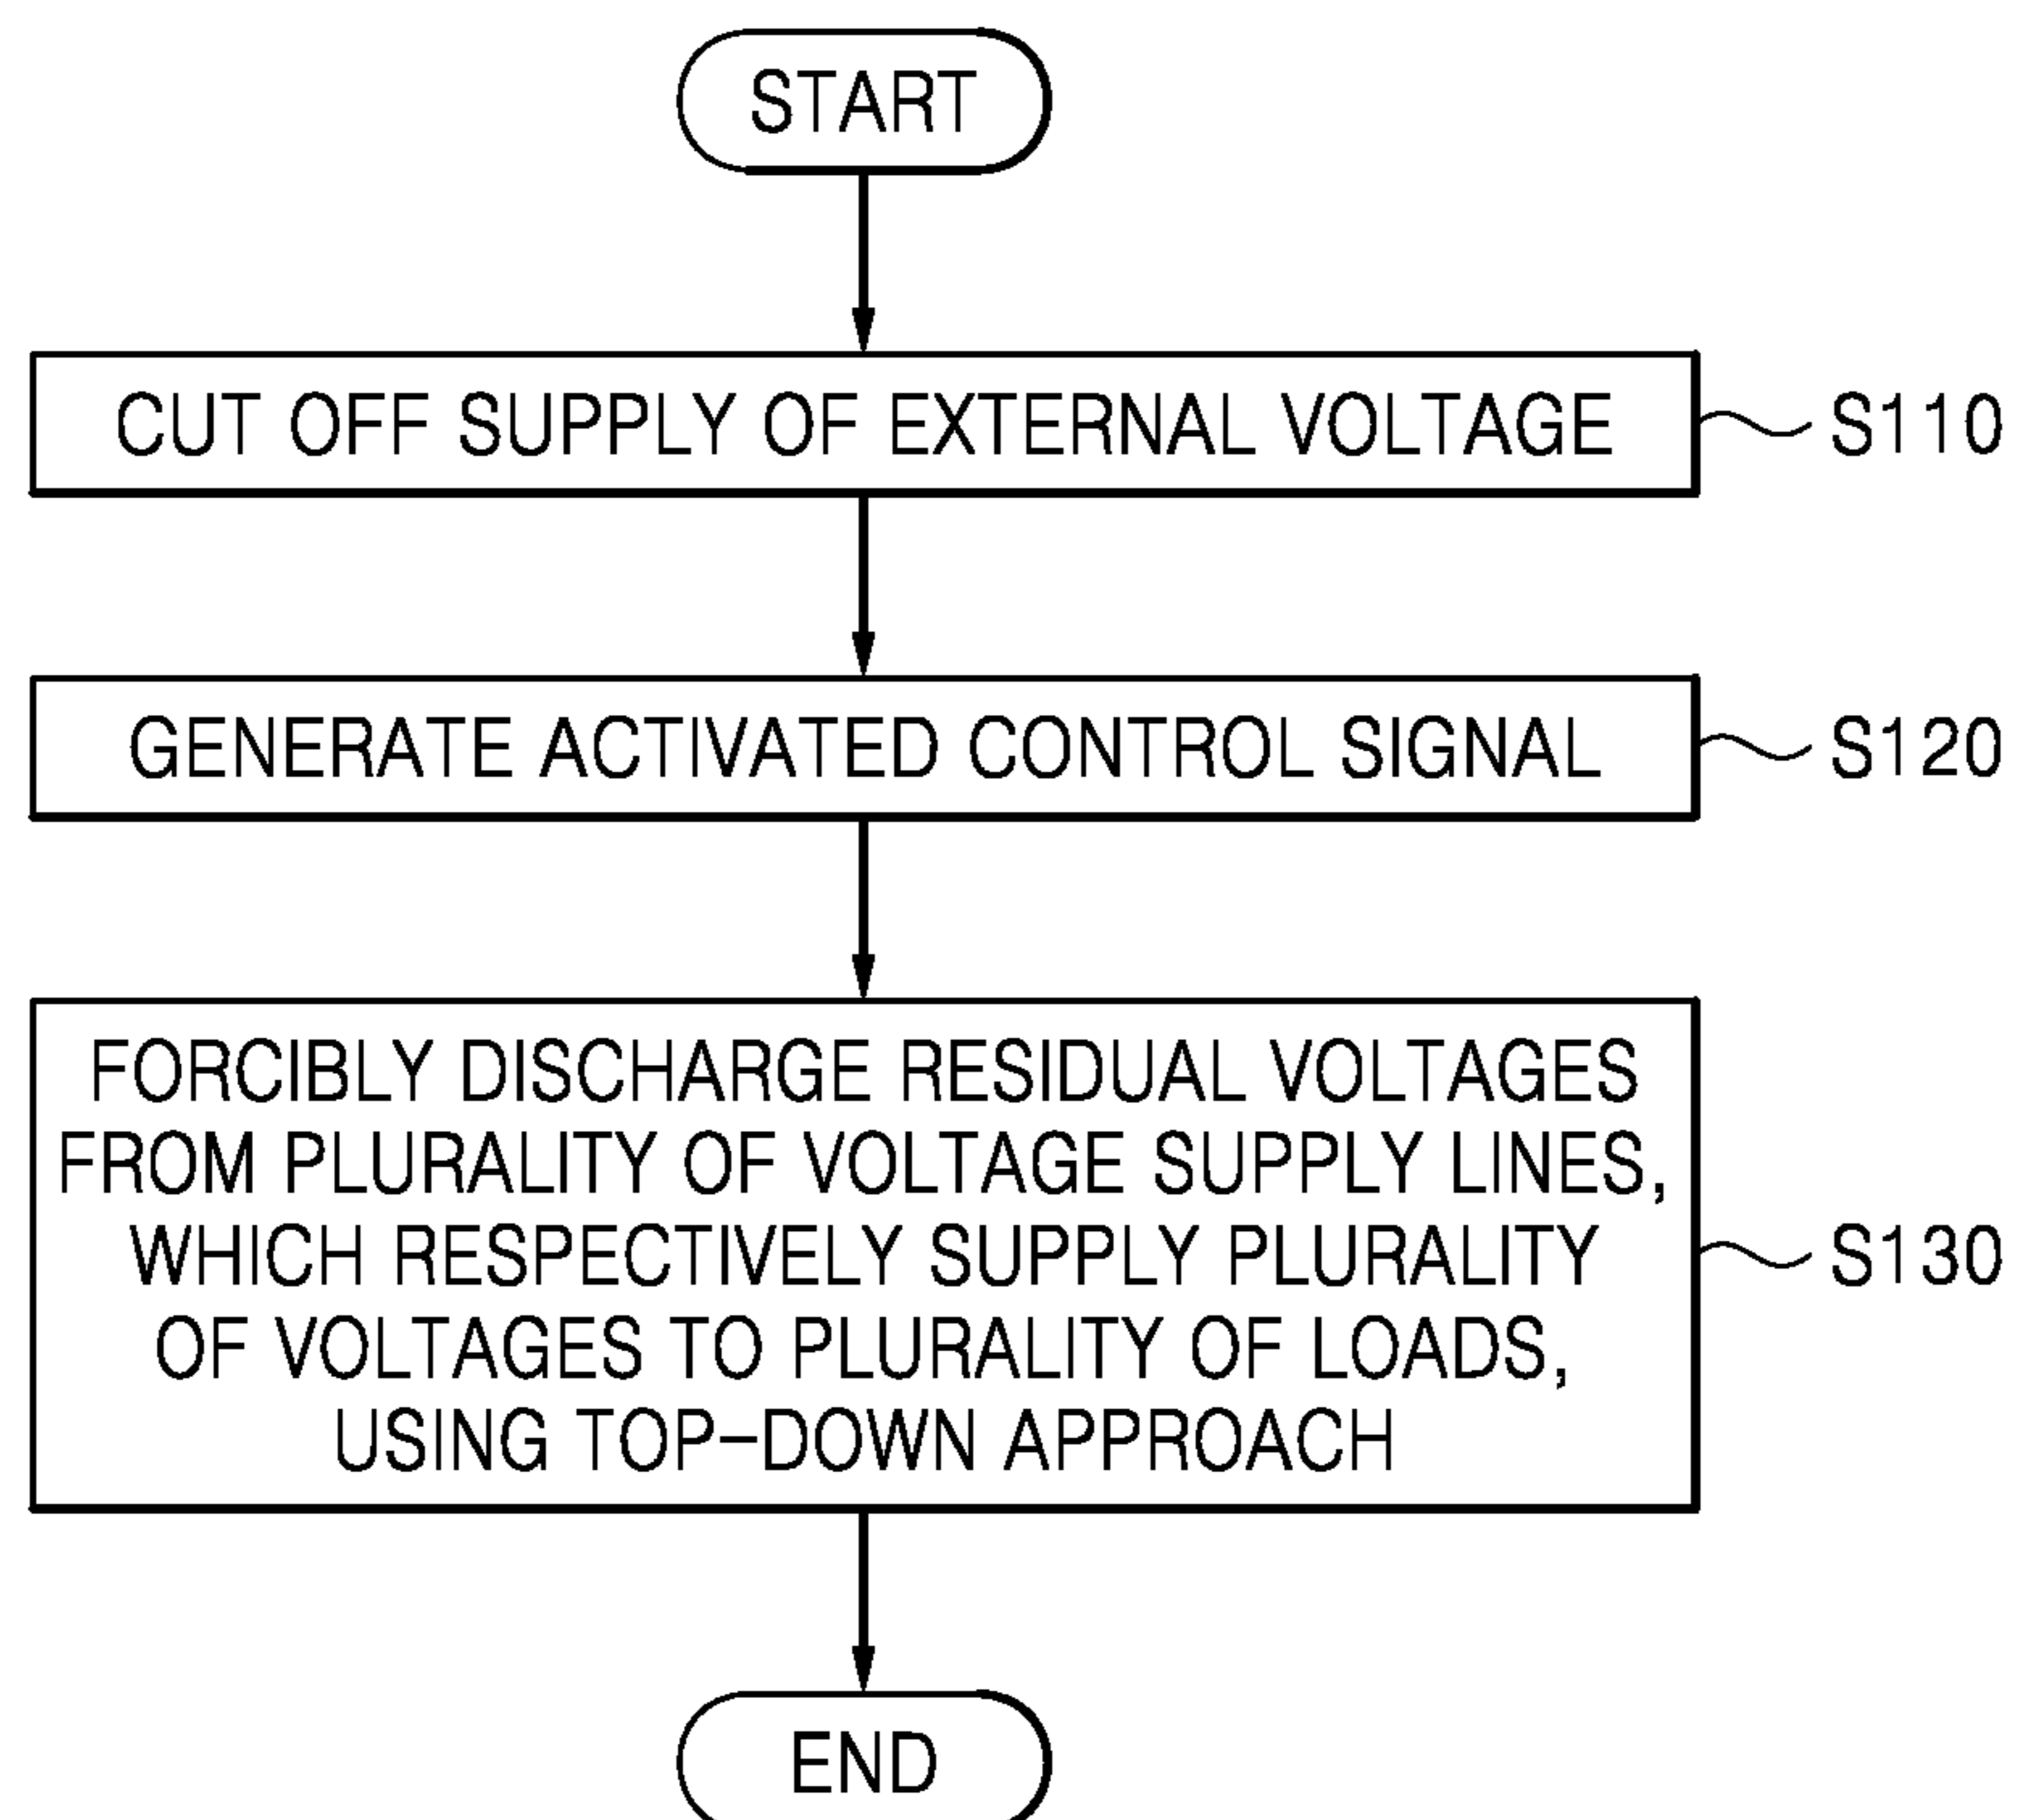 START
CUT OFF SUPPLY OF EXTERNAL VOLTAGE
S110
GENERATE ACTIVATED CONTROL SIGNAL
S120
FORCIBLY DISCHARGE RESIDUAL VOLTAGES
FROM PLURALITY OF VOLTAGE SUPPLY LINES,
WHICH RESPECTIVELY SUPPLY PLURALITY
OF VOLTAGES TO PLURALITY OF LOADS,
USING TOP-DOWN APPROACH
S130
END